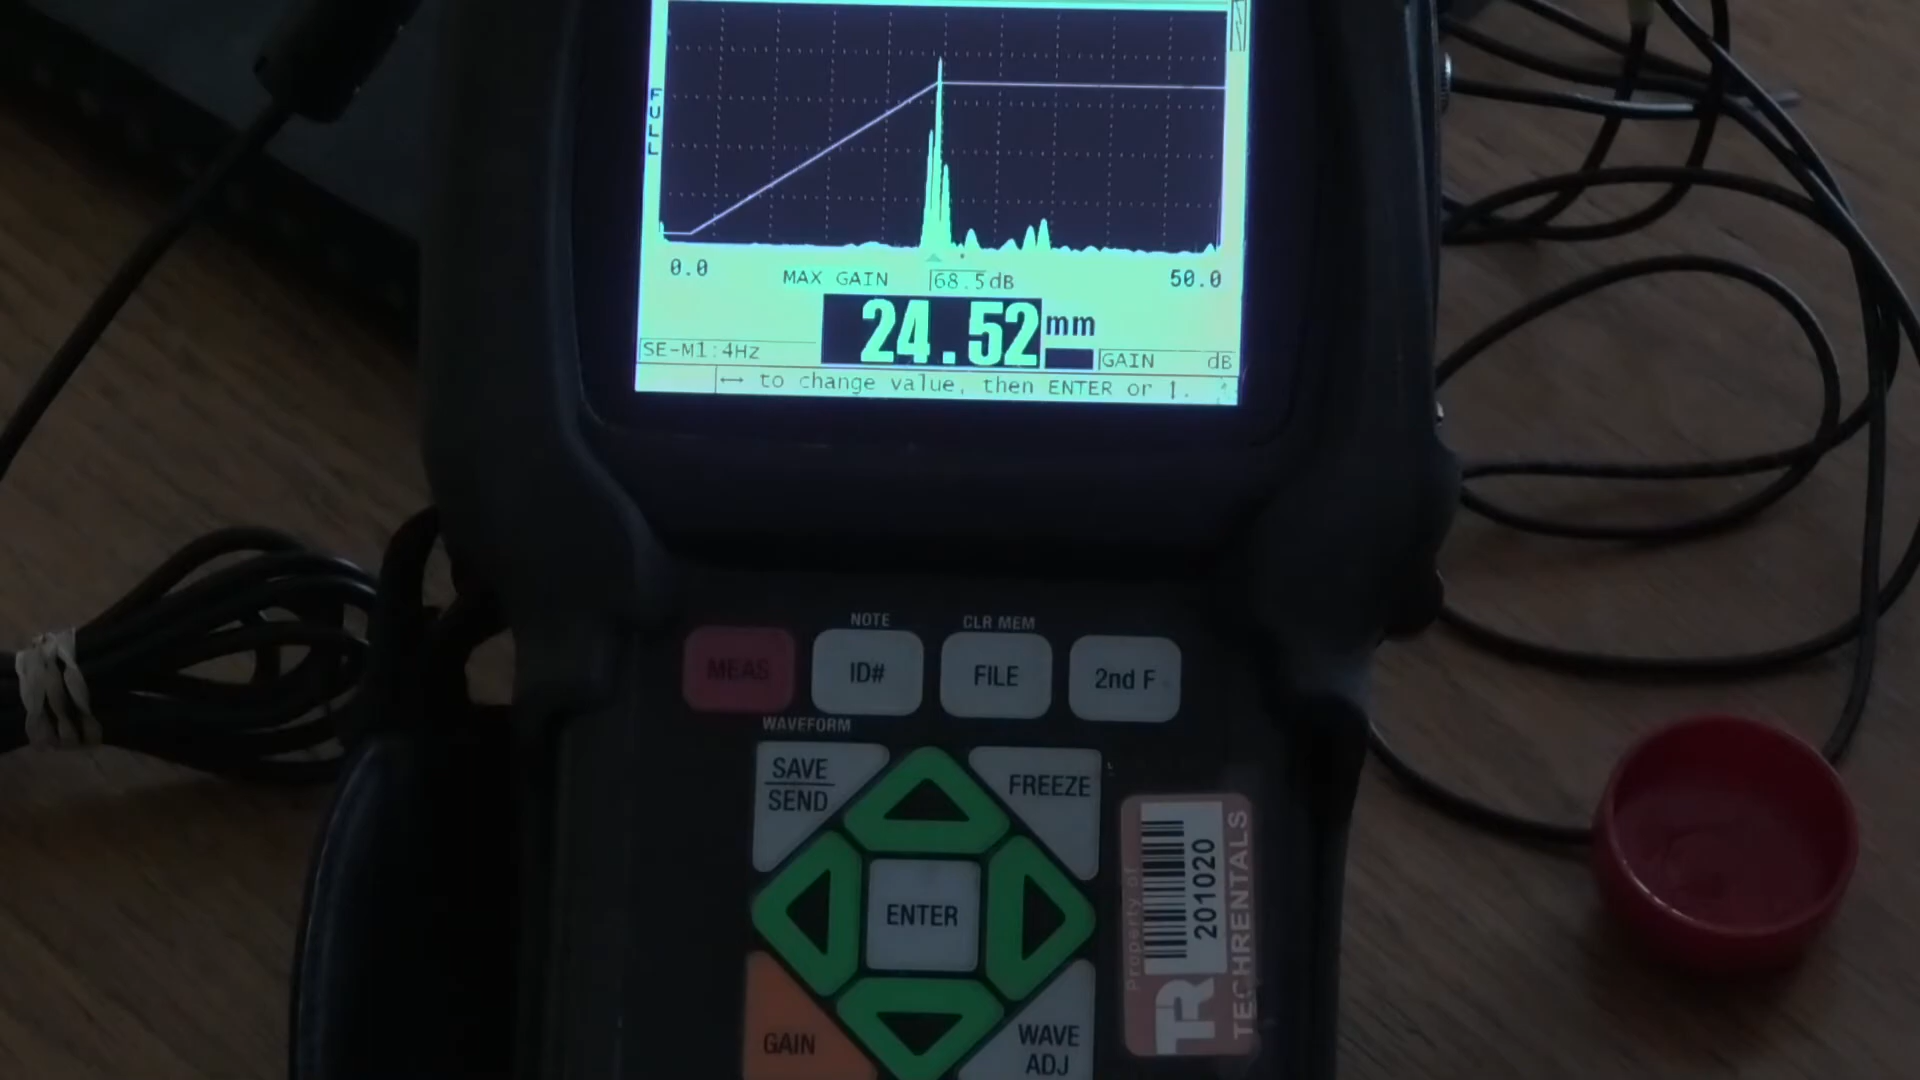 FULL
0.0
50.0
MAX GAIN 68.5dB
24.52 mm
SE-M1:4Hz
GAIN dB
↔ to change value, then ENTER or
NOTE
CLR MEM
MEAS
ID#
FILE
2nd F
WAVEFORM
SAVE
SEND
FREEZE
ENTER
GAIN
WAVE
ADJ
Property of
201020
TR
TECHRENTALS